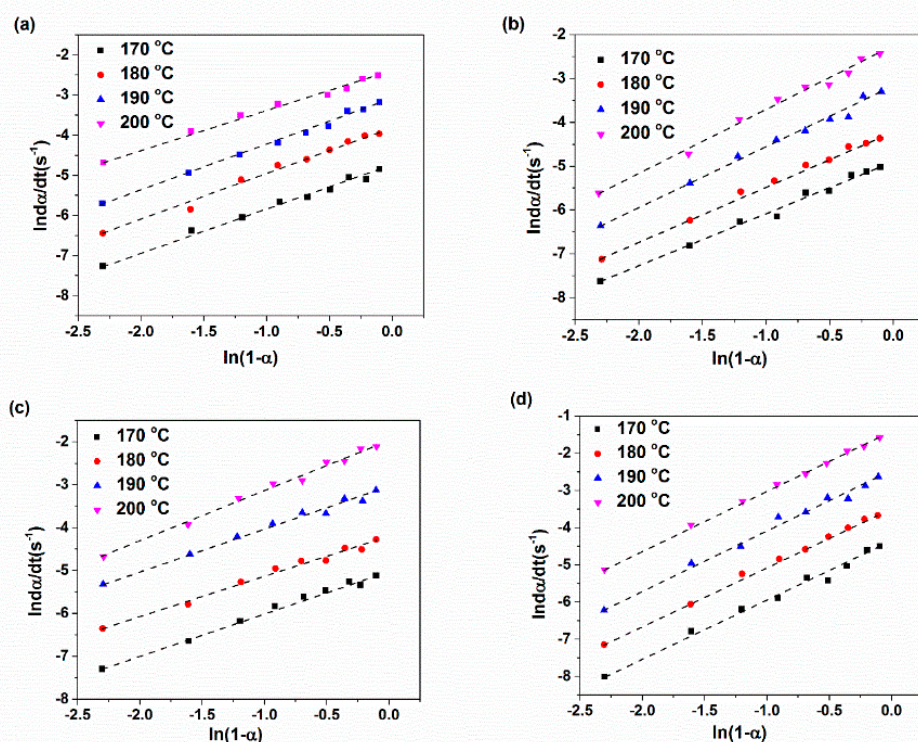 (a)
170 °C
180 °C
190 °C
200 °C
-2
-3
-4
-5
-6
-7
-8
lndα/dt(s⁻¹)
-2.5 -2.0 -1.5 -1.0 -0.5 0.0
ln(1-α)
(b)
170 °C
180 °C
190 °C
200 °C
-1
-2
-3
-4
-5
-6
-7
-8
lndα/dt(s⁻¹)
-2.5 -2.0 -1.5 -1.0 -0.5 0.0
ln(1-α)
(c)
170 °C
180 °C
190 °C
200 °C
-2
-3
-4
-5
-6
-7
-8
lndα/dt(s⁻¹)
-2.5 -2.0 -1.5 -1.0 -0.5 0.0
ln(1-α)
(d)
170 °C
180 °C
190 °C
200 °C
-1
-2
-3
-4
-5
-6
-7
-8
lndα/dt(s⁻¹)
-2.5 -2.0 -1.5 -1.0 -0.5 0.0
ln(1-α)